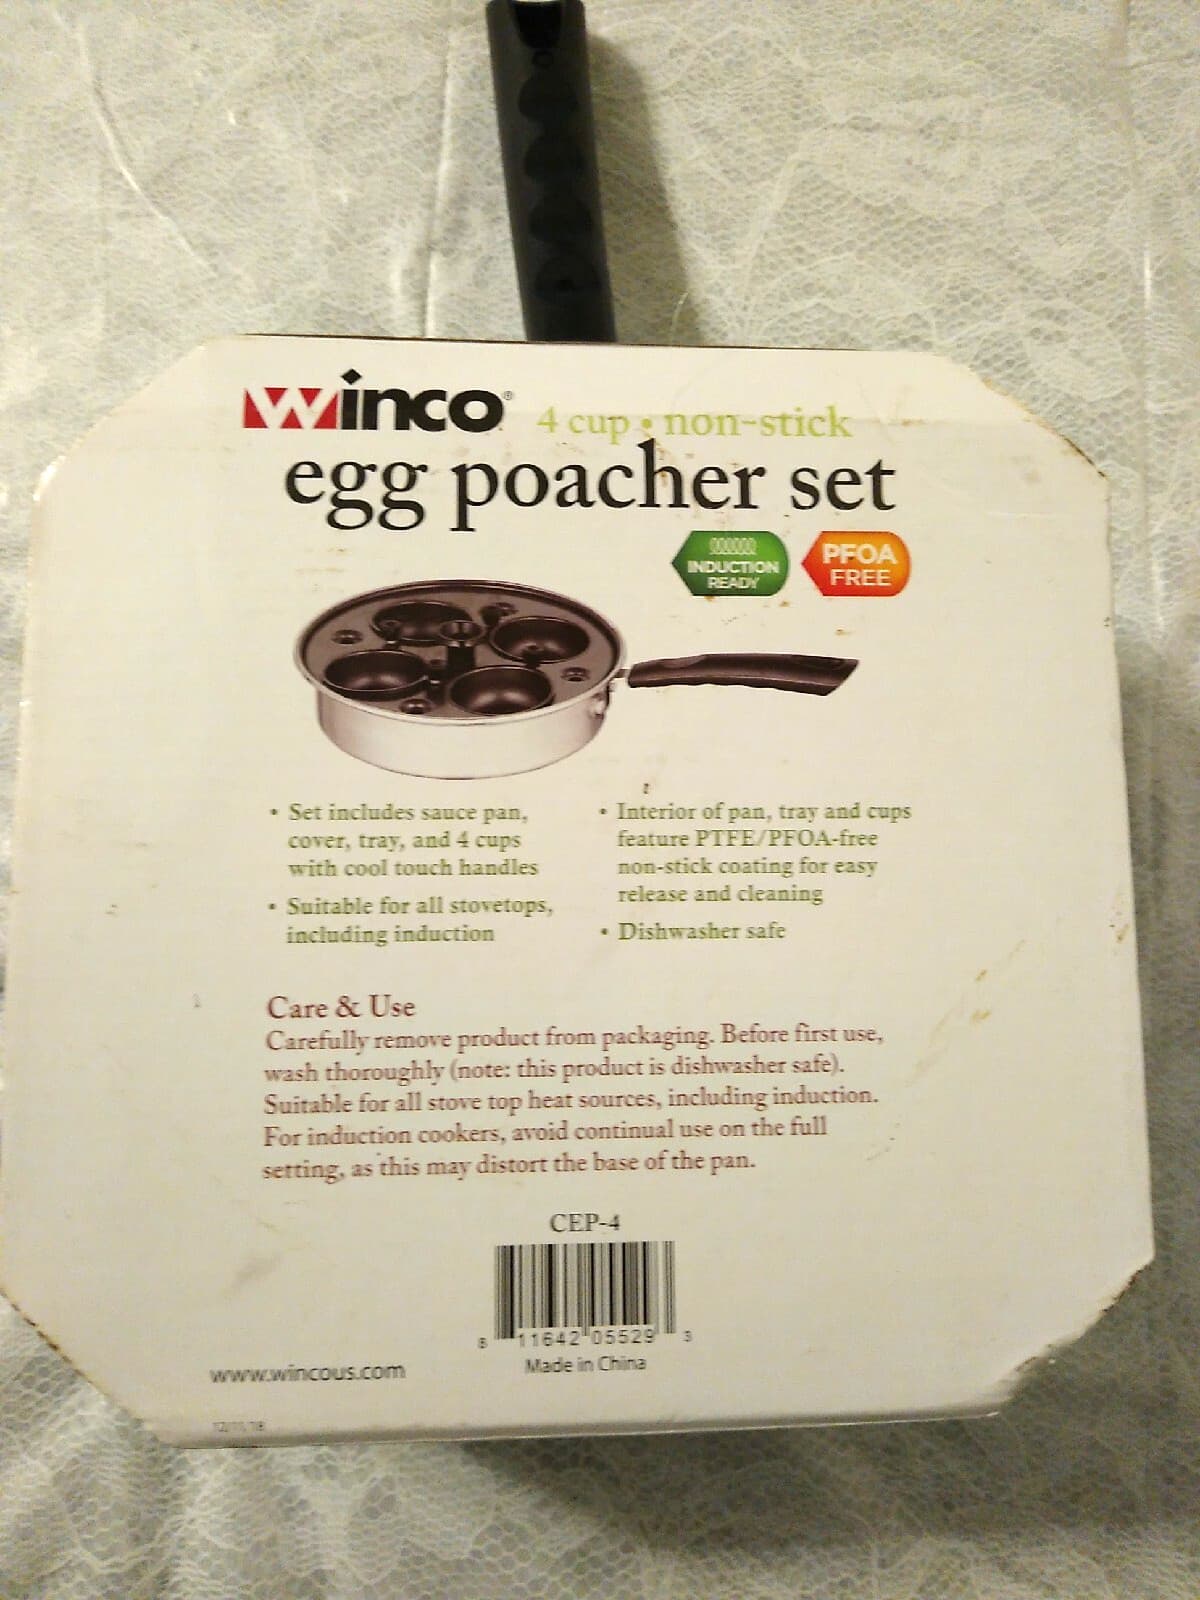 winco®
4 cup • non-stick
egg poacher set
INDUCTION
READY
PFOA
FREE
• Set includes sauce pan,
cover, tray, and 4 cups
with cool touch handles
• Suitable for all stovetops,
including induction
• Interior of pan, tray and cups
feature PTFE/PFOA-free
non-stick coating for easy
release and cleaning
• Dishwasher safe
Care & Use
Carefully remove product from packaging. Before first use,
wash thoroughly (note: this product is dishwasher safe).
Suitable for all stove top heat sources, including induction.
For induction cookers, avoid continual use on the full
setting, as this may distort the base of the pan.
CEP-4
8 11642 05529 3
Made in China
www.wincous.com